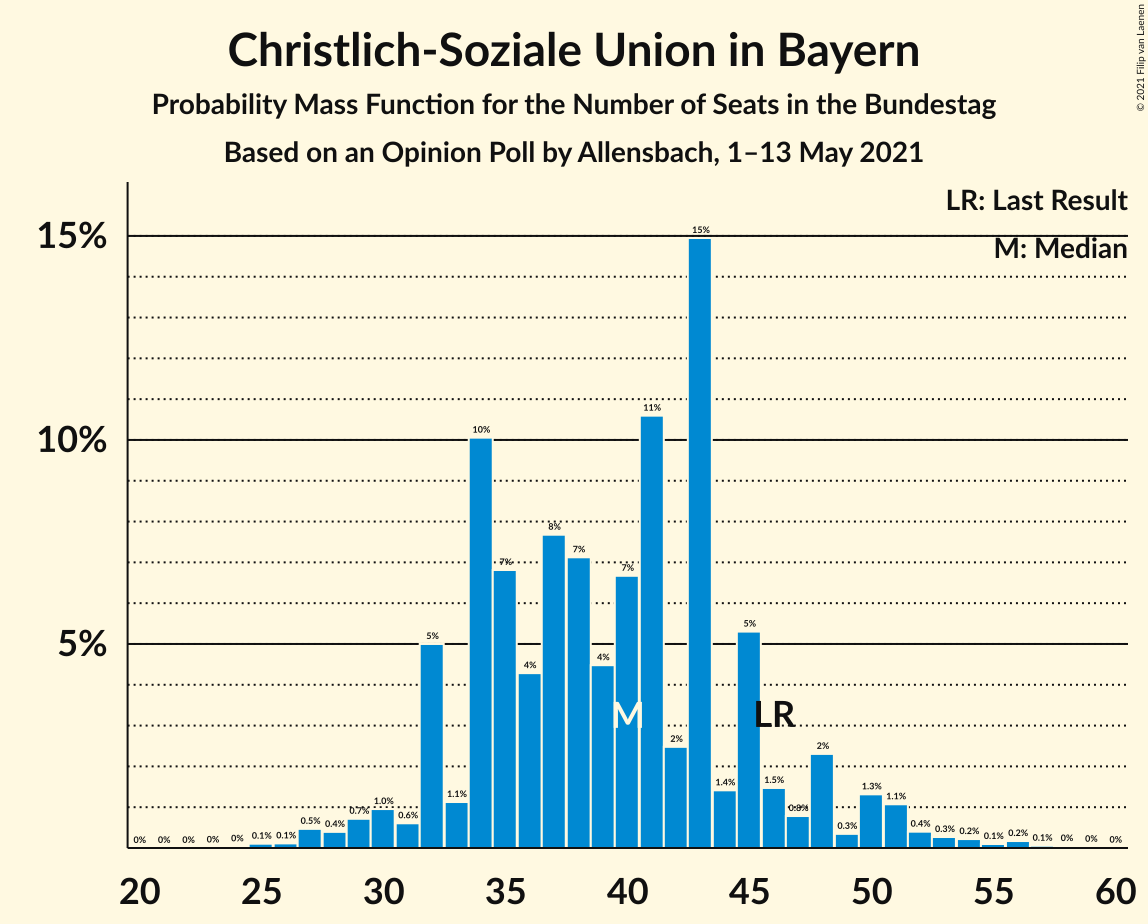 Christlich-Soziale Union in Bayern
Probability Mass Function for the Number of Seats in the Bundestag
Based on an Opinion Poll by Allensbach, 1–13 May 2021
© 2021 Filip van Laenen
LR: Last Result
M: Median
15%
10%
5%
0% 0% 0% 0% 0% 0.1% 0.1% 0.5% 0.4% 0.7% 1.0% 0.6% 5% 1.1% 10% 7% 4% 8% 7% 4% 7% 11% 2% 15% 1.4% 5% 1.5% 0.8% 2% 0.3% 1.3% 1.1% 0.4% 0.3% 0.2% 0.1% 0.2% 0.1% 0% 0% 0%
M LR
20 25 30 35 40 45 50 55 60